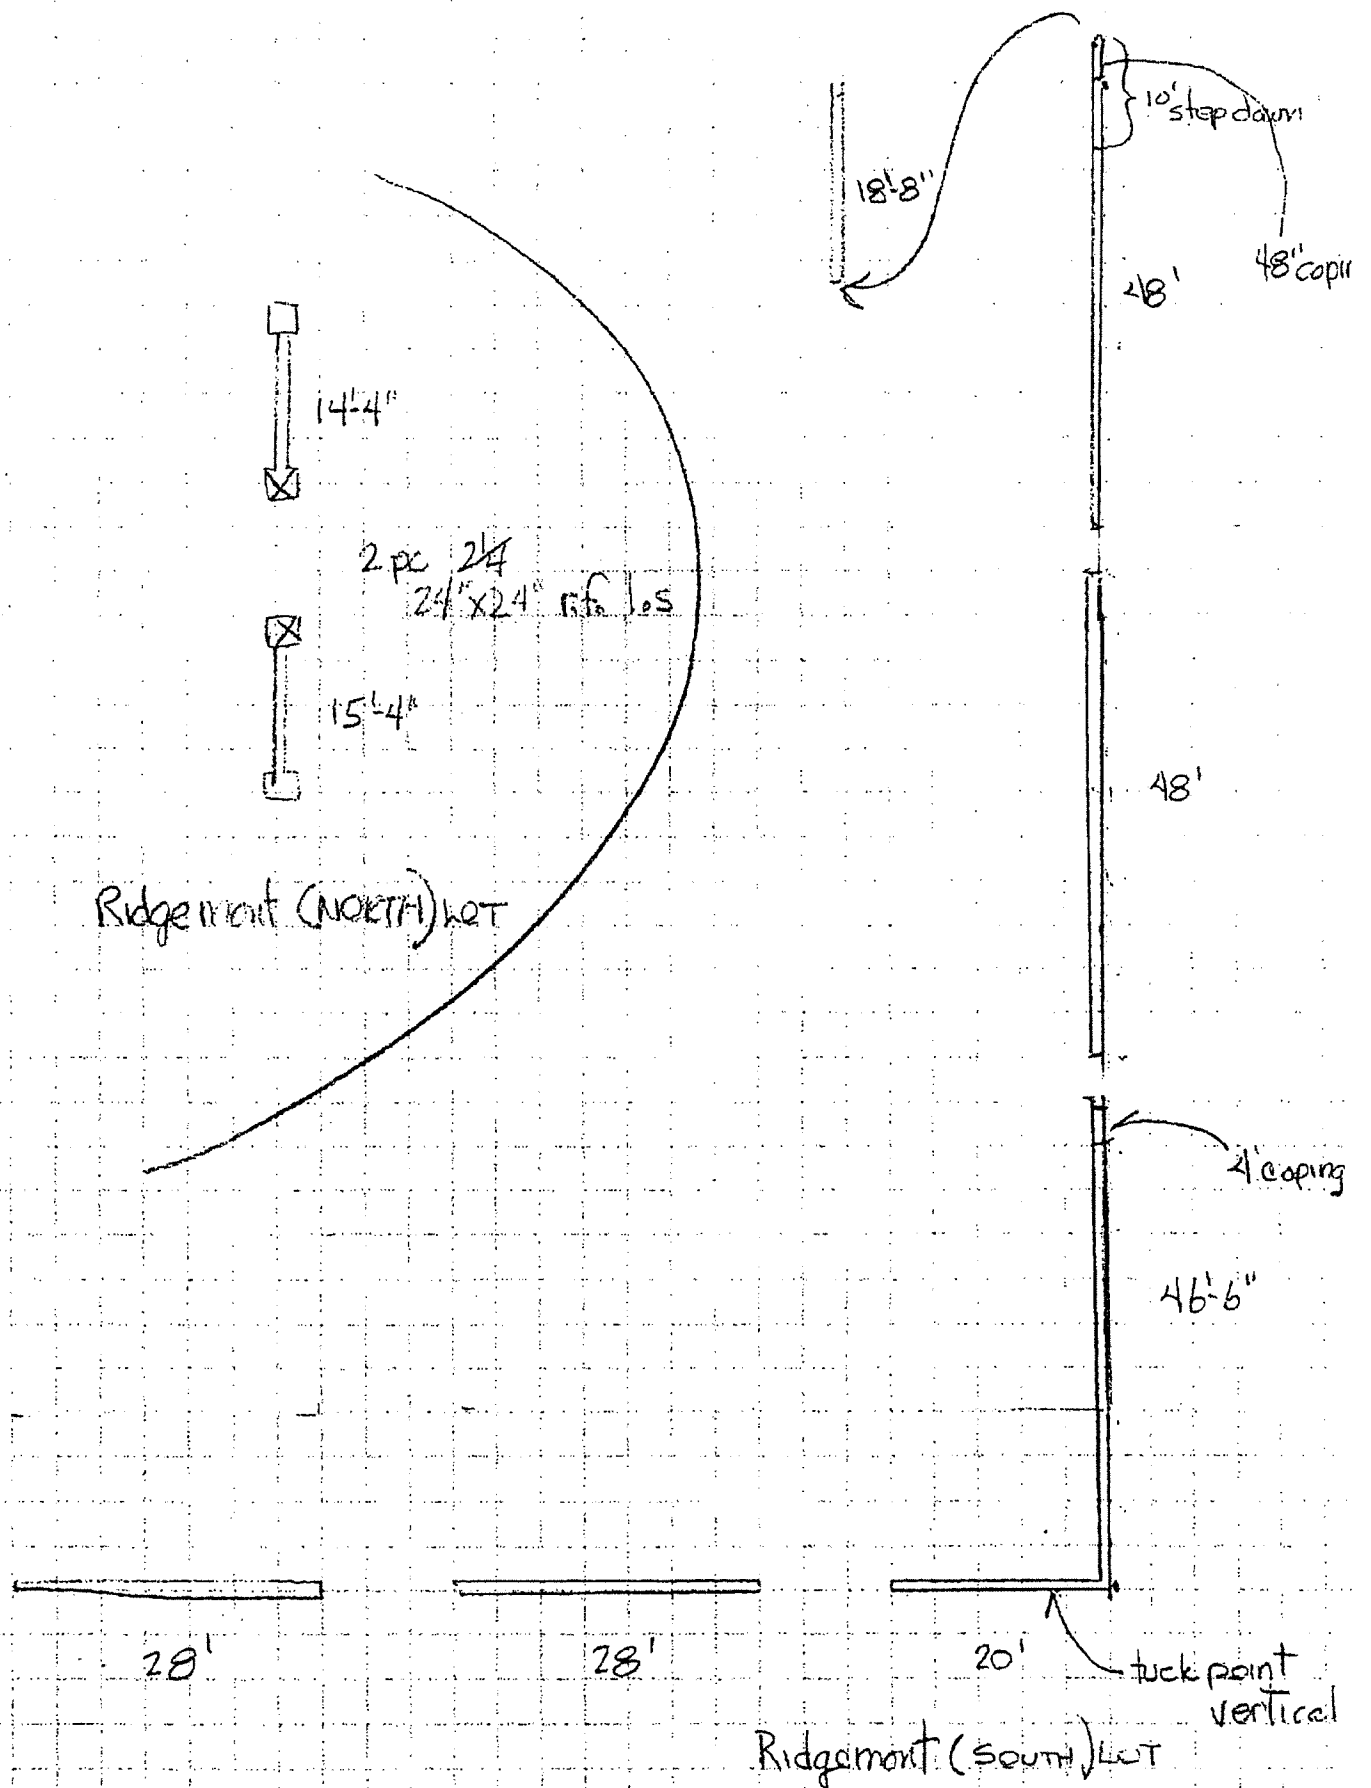 10' step down
18'-8"
48" copin
48'
14'-4"
2 pc
24"x24"
15'-4"
48'
Ridgemont (NORTH) LOT
4' coping
46'-6"
28'
28'
20'
tuck point
vertical
Ridgemont (SOUTH) LOT